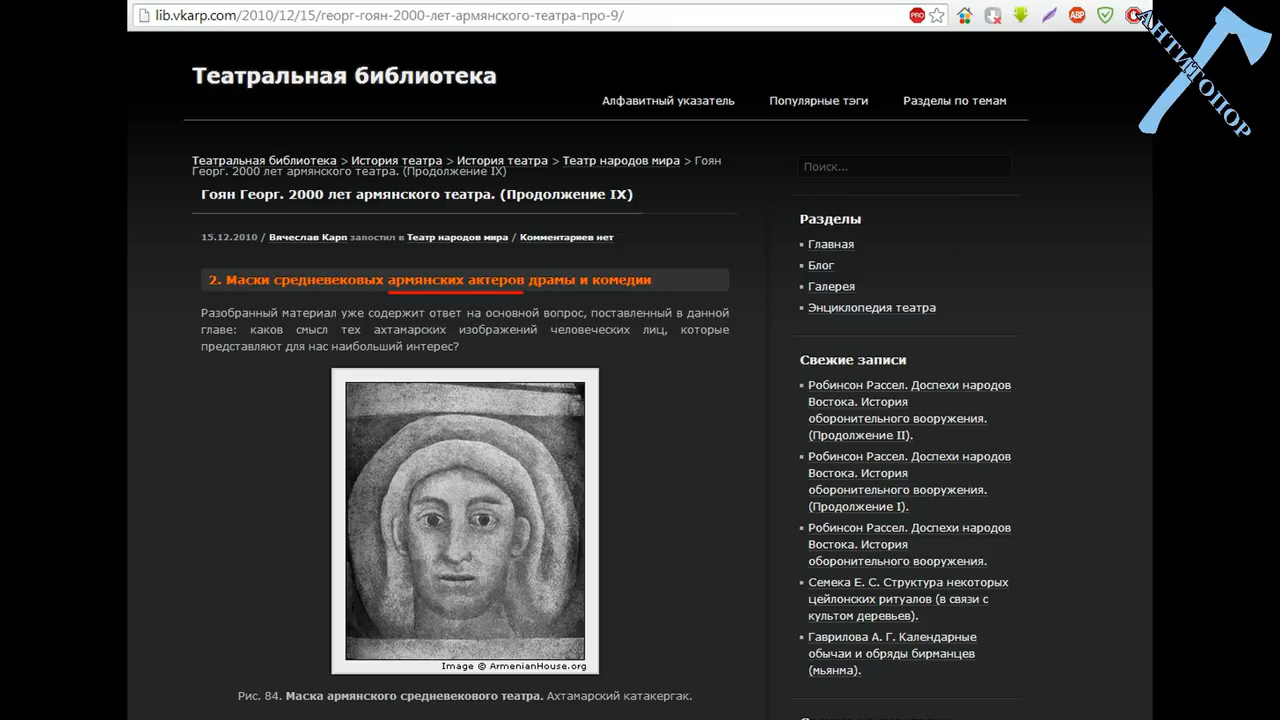 lib.vkarp.com/2010/12/15/георг-гоян-2000-лет-армянского-театра-про-9/
PRO
ABP
АНТИТОПОР
Театральная библиотека
Алфавитный указатель
Популярные тэги
Разделы по темам
Театральная библиотека > История театра > История театра > Театр народов мира > Гоян
Георг. 2000 лет армянского театра. (Продолжение IX)
Гоян Георг. 2000 лет армянского театра. (Продолжение IX)
15.12.2010 / Вячеслав Карп запостил в Театр народов мира / Комментариев нет
2. Маски средневековых армянских актеров драмы и комедии
Разобранный материал уже содержит ответ на основной вопрос, поставленный в данной
главе: каков смысл тех ахтамарских изображений человеческих лиц, которые
представляют для нас наибольший интерес?
Image © ArmenianHouse.org
Рис. 84. Маска армянского средневекового театра. Ахтамарский катакергак.
Поиск...
Разделы
Главная
Блог
Галерея
Энциклопедия театра
Свежие записи
Робинсон Рассел. Доспехи народов
Востока. История
оборонительного вооружения.
(Продолжение II).
Робинсон Рассел. Доспехи народов
Востока. История
оборонительного вооружения.
(Продолжение I).
Робинсон Рассел. Доспехи народов
Востока. История
оборонительного вооружения.
Семека Е. С. Структура некоторых
цейлонских ритуалов (в связи с
культом деревьев).
Гаврилова А. Г. Календарные
обычаи и обряды бирманцев
(мьянма).